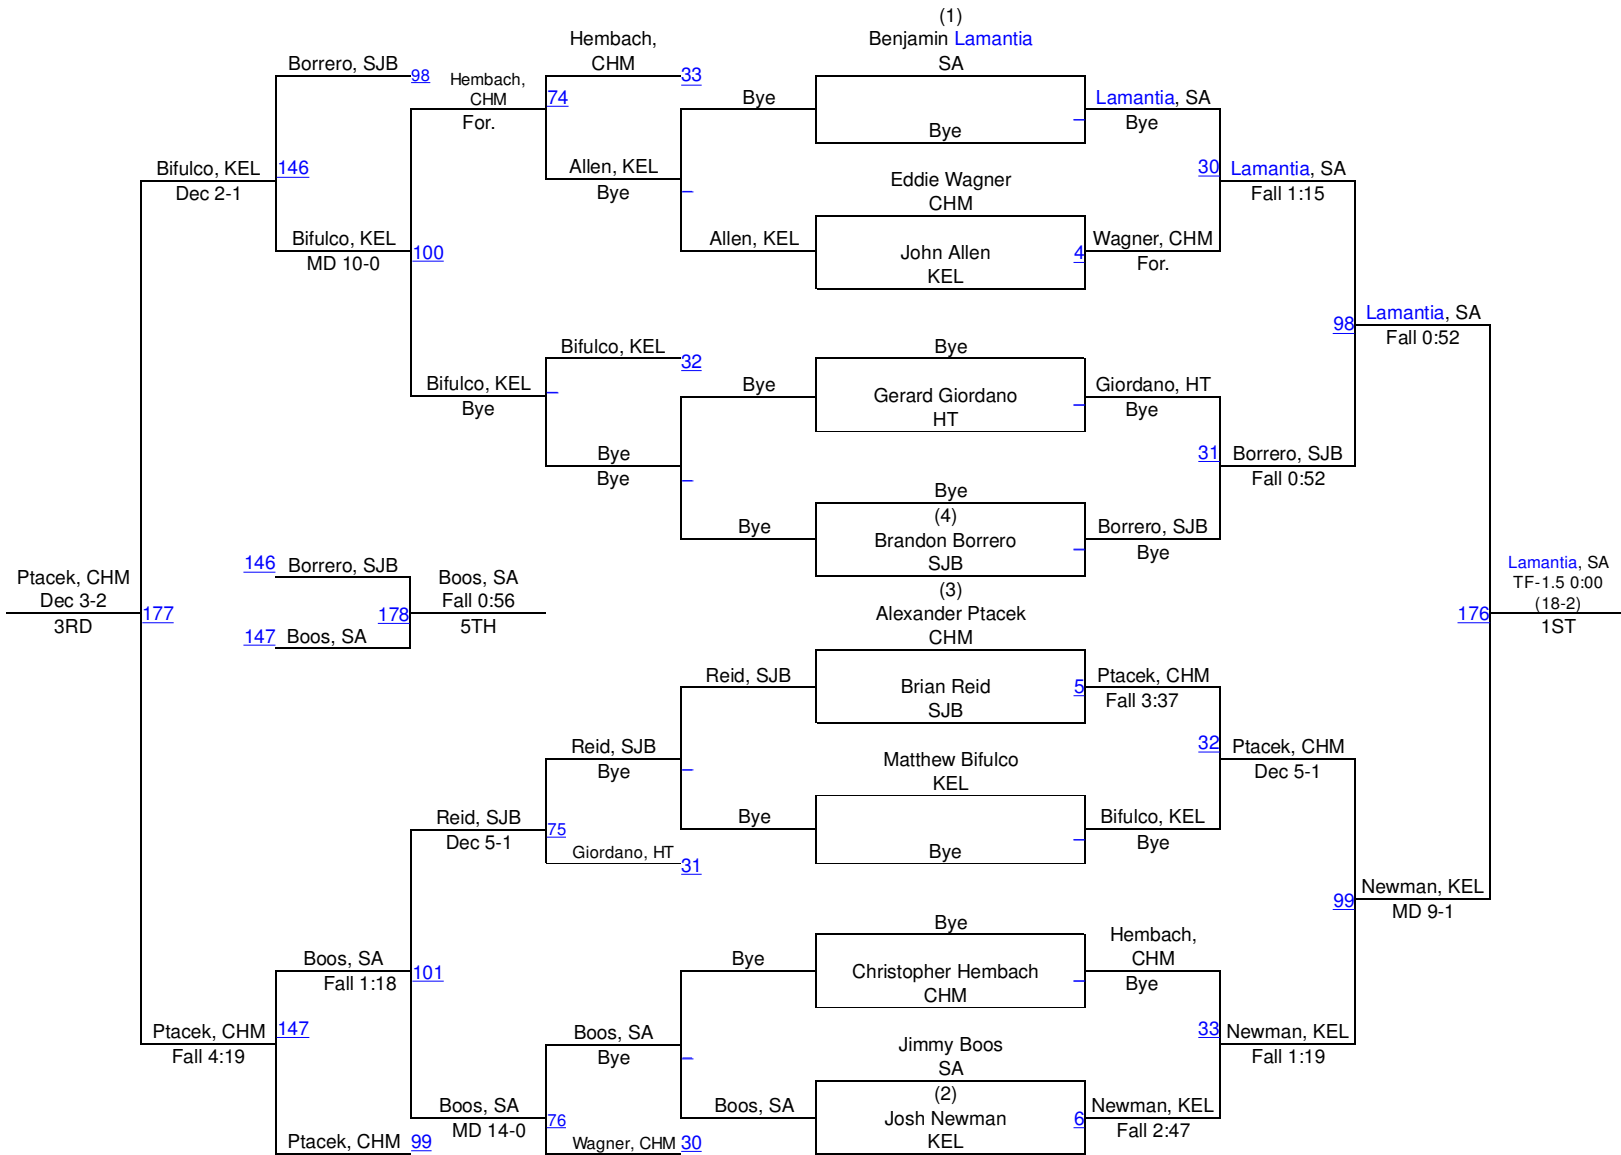 (1)
Hembach,
CHM
33
Benjamin Lamantia
SA
Borrero, SJB
98
Hembach,
CHM
For.
74
Bye
Bye
Lamantia, SA
Bye
Bifulco, KEL
Dec 2-1
146
Allen, KEL
Bye
Eddie Wagner
CHM
30
Lamantia, SA
Fall 1:15
Bifulco, KEL
MD 10-0
100
Allen, KEL
John Allen
KEL
4
Wagner, CHM
For.
98
Lamantia, SA
Fall 0:52
Bifulco, KEL
32
Bye
Bifulco, KEL
Bye
Bye
Gerard Giordano
HT
Giordano, HT
Bye
Bye
Bye
31
Borrero, SJB
Fall 0:52
Bye
Bye
(4)
Brandon Borrero
SJB
Borrero, SJB
Bye
Ptacek, CHM
Dec 3-2
3RD
177
146
Borrero, SJB
147
Boos, SA
178
Boos, SA
Fall 0:56
5TH
(3)
Alexander Ptacek
CHM
176
Lamantia, SA
TF-1.5 0:00
(18-2)
1ST
Reid, SJB
Brian Reid
SJB
5
Ptacek, CHM
Fall 3:37
Reid, SJB
Bye
Matthew Bifulco
KEL
32
Ptacek, CHM
Dec 5-1
Reid, SJB
Dec 5-1
75
Giordano, HT
31
Bye
Bye
Bifulco, KEL
Bye
99
Newman, KEL
MD 9-1
Bye
Boos, SA
Fall 1:18
101
Bye
Christopher Hembach
CHM
Hembach,
CHM
Bye
Ptacek, CHM
Fall 4:19
147
Boos, SA
Bye
Jimmy Boos
SA
33
Newman, KEL
Fall 1:19
Boos, SA
MD 14-0
76
Boos, SA
(2)
Josh Newman
KEL
6
Newman, KEL
Fall 2:47
Ptacek, CHM
99
Wagner, CHM
30